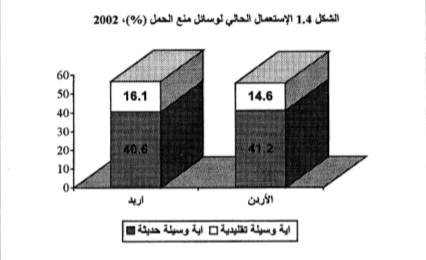 الشكل 1.4 الإستعمال الحالي لوسائل منع الحمل (%)، 2002
60
50
40
30
20
10
0
16.1
14.6
40.6
41.2
اربد
الأردن
اية وسيلة تقليدية
اية وسيلة حديثة